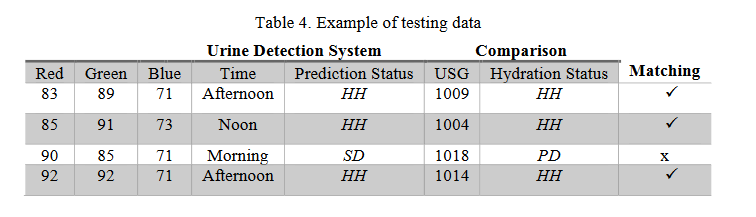 Table 4. Example of testing data
Urine Detection System Comparison
Red Green Blue Time Prediction Status USG Hydration Status Matching
83 89 71 Afternoon HH 1009 HH ✓
85 91 73 Noon HH 1004 HH ✓
90 85 71 Morning SD 1018 PD x
92 92 71 Afternoon HH 1014 HH ✓